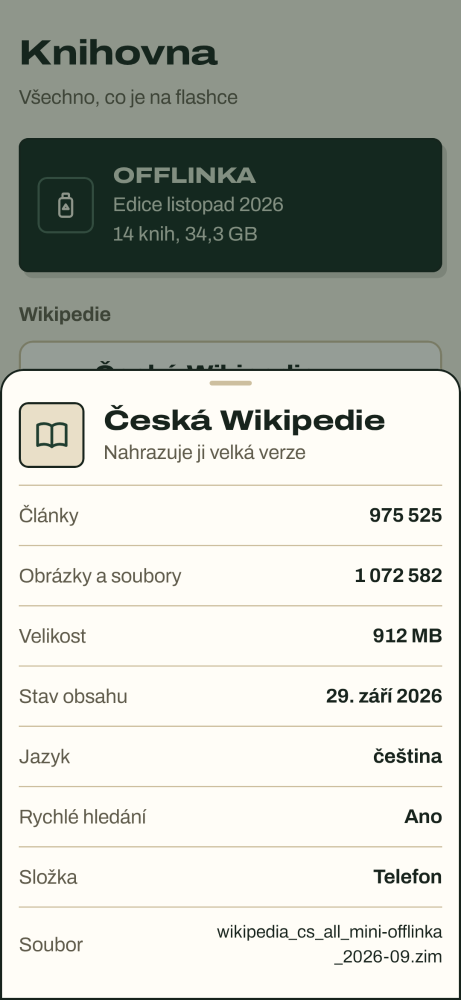 Knihovna
Všechno, co je na flashce
OFFLINKA
Edice listopad 2026
14 knih, 34,3 GB
Wikipedie
Česká Wikipedie
Nahrazuje ji velká verze
Články 975 525
Obrázky a soubory 1 072 582
Velikost 912 MB
Stav obsahu 29. září 2026
Jazyk čeština
Rychlé hledání Ano
Složka Telefon
Soubor wikipedia_cs_all_mini-offlinka
_2026-09.zim